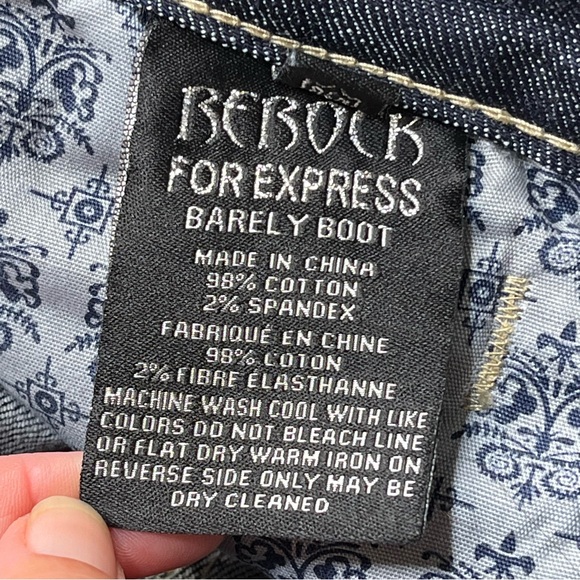 REROCK
FOR EXPRESS
BARELY BOOT
MADE IN CHINA
98% COTTON
2% SPANDEX
FABRIQUÉ EN CHINE
98% COTON
2% FIBRE ÉLASTHANNE
MACHINE WASH COOL WITH LIKE
COLORS DO NOT BLEACH LINE
OR FLAT DRY WARM IRON ON
REVERSE SIDE ONLY MAY BE
DRY CLEANED